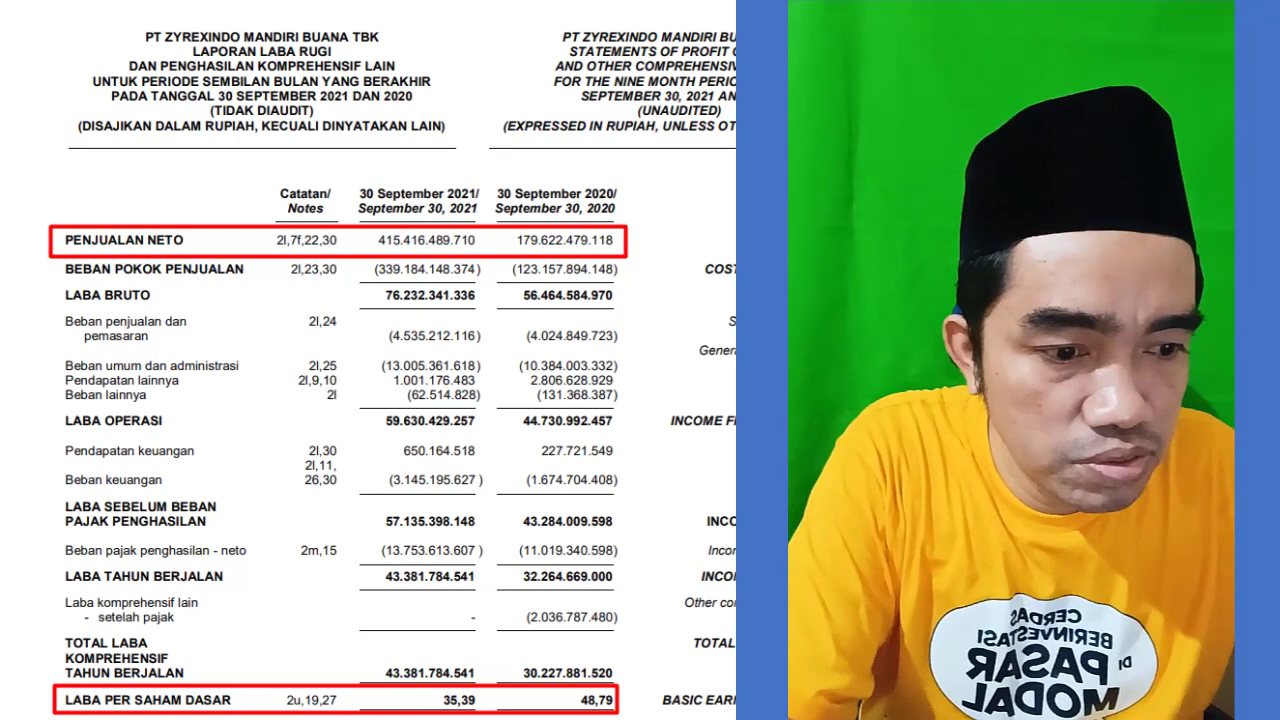 PT ZYREXINDO MANDIRI BUANA TBK
LAPORAN LABA RUGI
DAN PENGHASILAN KOMPREHENSIF LAIN
UNTUK PERIODE SEMBILAN BULAN YANG BERAKHIR
PADA TANGGAL 30 SEPTEMBER 2021 DAN 2020
(TIDAK DIAUDIT)
(DISAJIKAN DALAM RUPIAH, KECUALI DINYATAKAN LAIN)
PT ZYREXINDO MANDIRI BU
STATEMENTS OF PROFIT
AND OTHER COMPREHENSIV
FOR THE NINE MONTH PERIO
SEPTEMBER 30, 2021 AN
(UNAUDITED)
(EXPRESSED IN RUPIAH, UNLESS OT
Catatan/ 30 September 2021/ 30 September 2020/
Notes September 30, 2021 September 30, 2020
PENJUALAN NETO 2l,7f,22,30 415.416.489.710 179.622.479.118
BEBAN POKOK PENJUALAN 2l,23,30 (339.184.148.374) (123.157.894.148) COS
LABA BRUTO 76.232.341.336 56.464.584.970
Beban penjualan dan 2l,24 S
pemasaran (4.535.212.116) (4.024.849.723)
Gener
Beban umum dan administrasi 2l,25 (13.005.361.618) (10.384.003.332)
Pendapatan lainnya 2l,9,10 1.001.176.483 2.806.628.929
Beban lainnya 2l (62.514.828) (131.368.387)
LABA OPERASI 59.630.429.257 44.730.992.457 INCOME F
Pendapatan keuangan 2l,30 650.164.518 227.721.549
2l,11,
Beban keuangan 26,30 (3.145.195.627 ) (1.674.704.408)
LABA SEBELUM BEBAN
PAJAK PENGHASILAN 57.135.398.148 43.284.009.598 INCO
Beban pajak penghasilan - neto 2m,15 (13.753.613.607 ) (11.019.340.598) Incom
LABA TAHUN BERJALAN 43.381.784.541 32.264.669.000 INCO
Laba komprehensif lain Other co
- setelah pajak - (2.036.787.480)
TOTAL LABA TOTAL
KOMPREHENSIF
TAHUN BERJALAN 43.381.784.541 30.227.881.520
LABA PER SAHAM DASAR 2u,19,27 35,39 48,79 BASIC EAR
CERDAS
BERINVESTASI
DI PASAR
MODAL